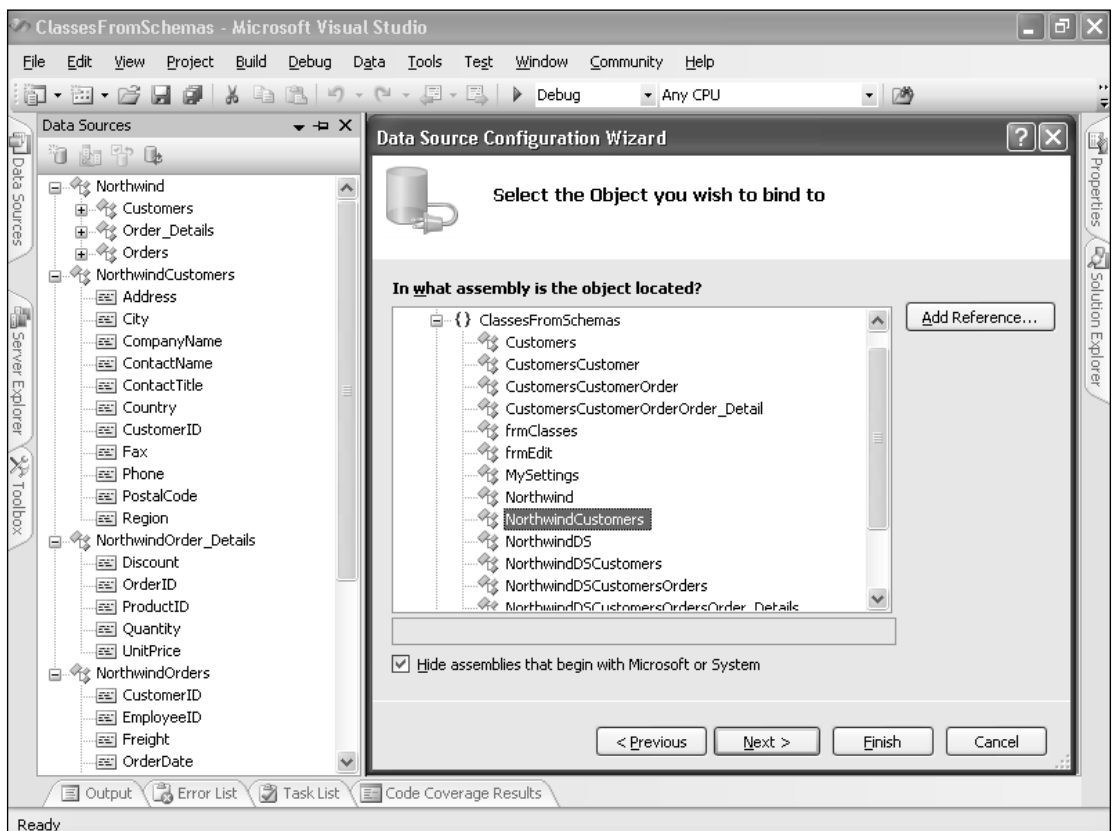 ClassesFromSchemas - Microsoft Visual Studio
File Edit View Project Build Debug Data Tools Test Window Community Help
Debug Any CPU
Data Sources
Server Explorer
Toolbox
Data Sources
Northwind
Customers
Order_Details
Orders
NorthwindCustomers
Address
City
CompanyName
ContactName
ContactTitle
Country
CustomerID
Fax
Phone
PostalCode
Region
NorthwindOrder_Details
Discount
OrderID
ProductID
Quantity
UnitPrice
NorthwindOrders
CustomerID
EmployeeID
Freight
OrderDate
Data Source Configuration Wizard
Select the Object you wish to bind to
In what assembly is the object located?
{} ClassesFromSchemas
Customers
CustomersCustomer
CustomersCustomerOrder
CustomersCustomerOrderOrder_Detail
frmClasses
frmEdit
MySettings
Northwind
NorthwindCustomers
NorthwindDS
NorthwindDSCustomers
NorthwindDSCustomersOrders
NorthwindDSCustomersOrdersOrder_Details
Add Reference...
Hide assemblies that begin with Microsoft or System
< Previous Next > Finish Cancel
Properties
Solution Explorer
Output Error List Task List Code Coverage Results
Ready